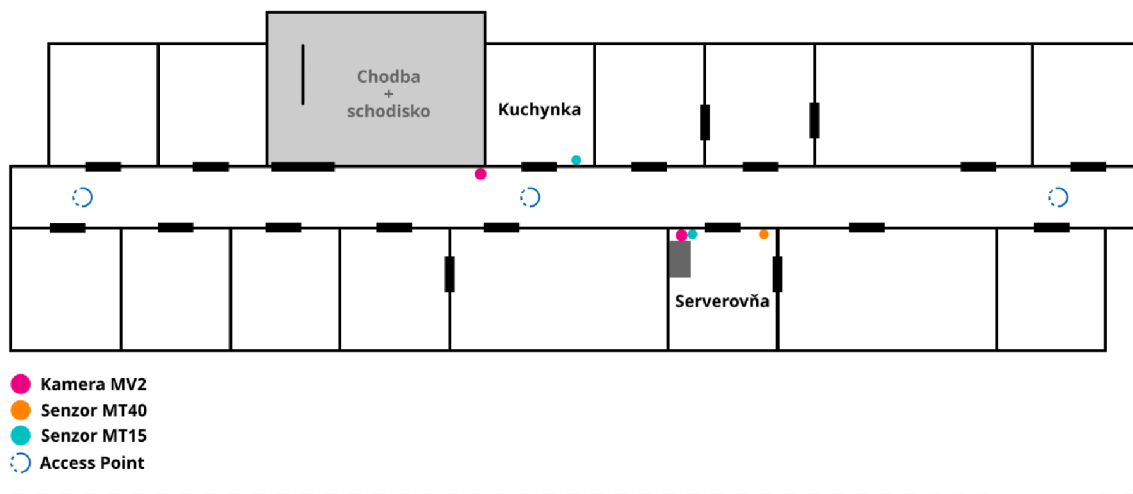 Chodba
+
schodisko
Kuchynka
Serverovňa
Kamera MV2
Senzor MT40
Senzor MT15
Access Point